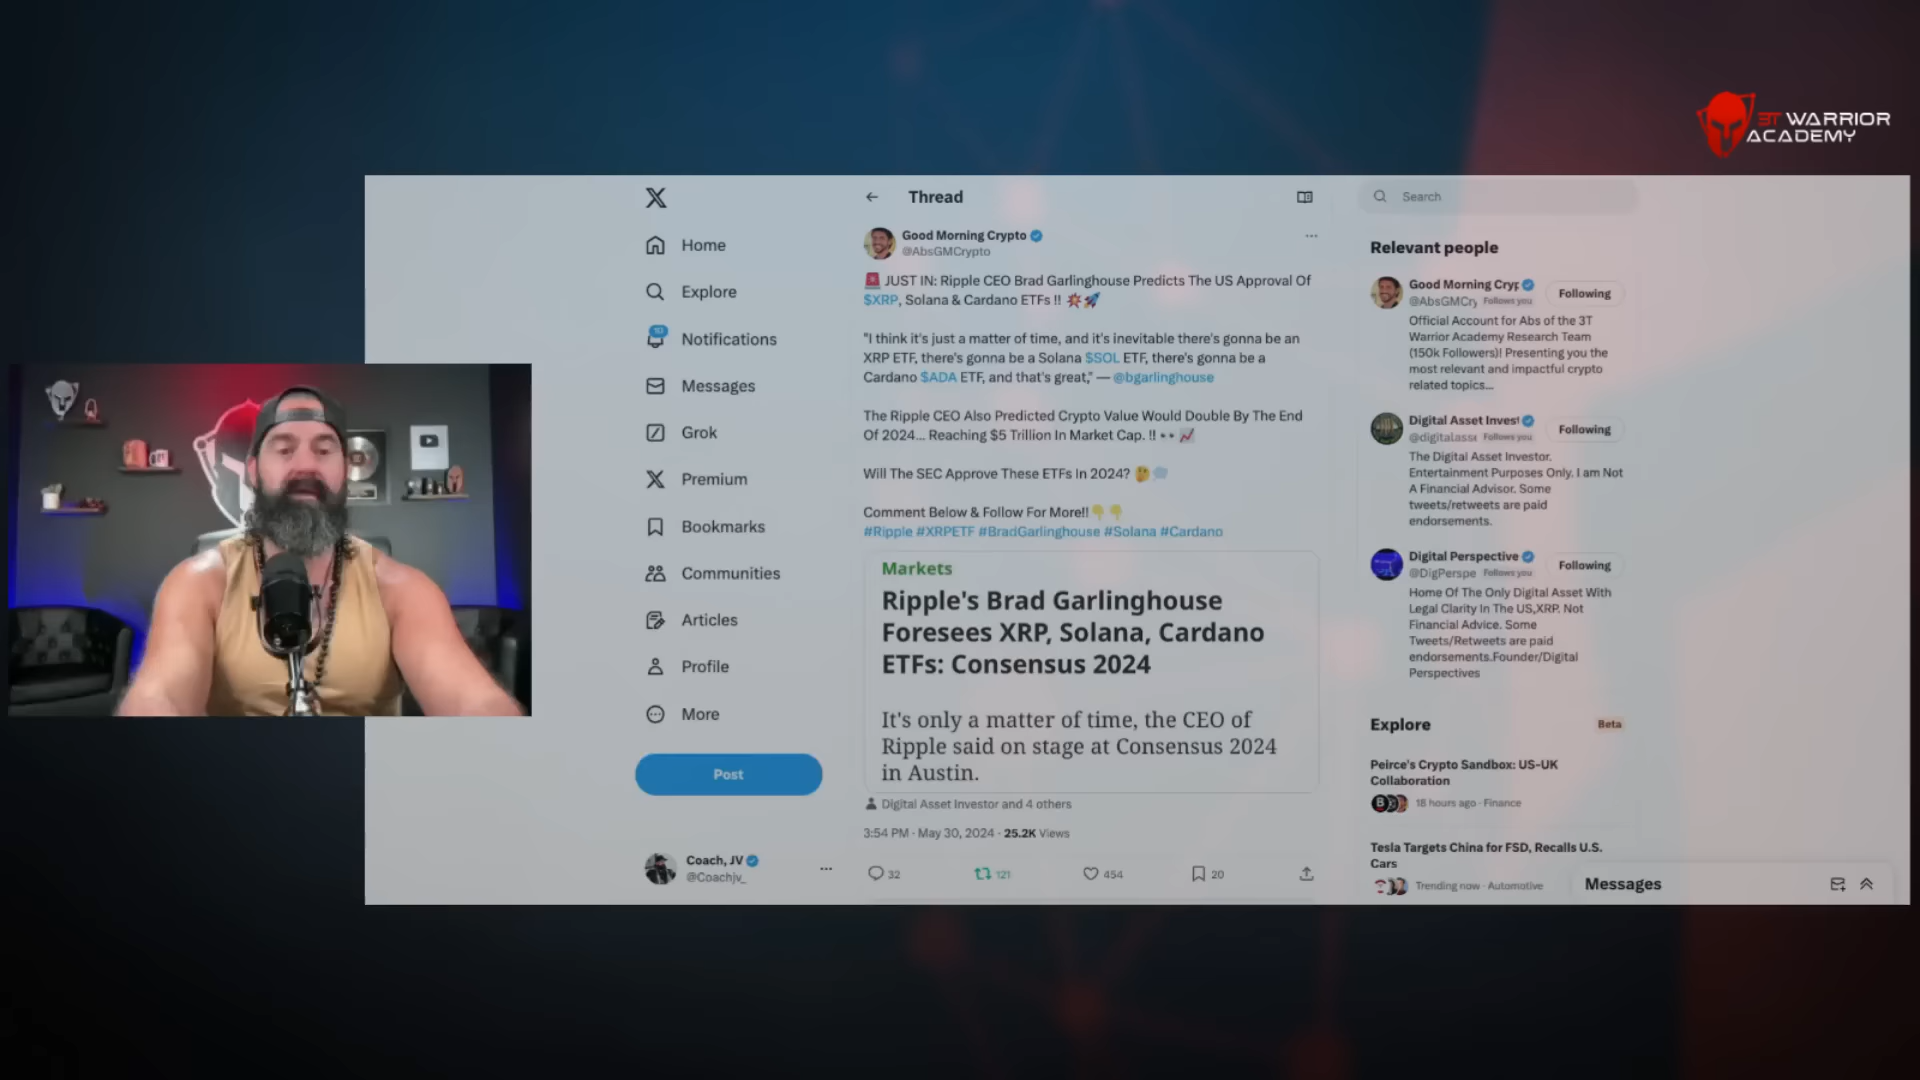 3T WARRIOR
ACADEMY
Home
Explore
Notifications
Messages
Grok
Premium
Bookmarks
Communities
Articles
Profile
More
Post
Coach, JV
@Coachjv_
Thread
Good Morning Crypto
@AbsGMCrypto
🚨 JUST IN: Ripple CEO Brad Garlinghouse Predicts The US Approval Of
$XRP, Solana & Cardano ETFs !! 💥🚀
"I think it's just a matter of time, and it's inevitable there's gonna be an
XRP ETF, there's gonna be a Solana $SOL ETF, there's gonna be a
Cardano $ADA ETF, and that's great," — @bgarlinghouse
The Ripple CEO Also Predicted Crypto Value Would Double By The End
Of 2024... Reaching $5 Trillion In Market Cap. !! 👀 📈
Will The SEC Approve These ETFs In 2024? 🤔💭
Comment Below & Follow For More!!👇👇
#Ripple #XRPETF #BradGarlinghouse #Solana #Cardano
Markets
Ripple's Brad Garlinghouse
Foresees XRP, Solana, Cardano
ETFs: Consensus 2024
It's only a matter of time, the CEO of
Ripple said on stage at Consensus 2024
in Austin.
Digital Asset Investor and 4 others
3:54 PM · May 30, 2024 · 25.2K Views
32 121 454 20
Search
Relevant people
Good Morning Cryp
@AbsGMCry Follows you
Following
Official Account for Abs of the 3T
Warrior Academy Research Team
(150k Followers)! Presenting you the
most relevant and impactful crypto
related topics...
Digital Asset Invest
@digitalasse Follows you
Following
The Digital Asset Investor.
Entertainment Purposes Only. I am Not
A Financial Advisor. Some
tweets/retweets are paid
endorsements.
Digital Perspective
@DigPerspe Follows you
Following
Home Of The Only Digital Asset With
Legal Clarity In The US,XRP. Not
Financial Advice. Some
Tweets/Retweets are paid
endorsements.Founder/Digital
Perspectives
Explore
Beta
Peirce's Crypto Sandbox: US-UK
Collaboration
18 hours ago · Finance
Tesla Targets China for FSD, Recalls U.S.
Cars
Trending now · Automotive
Messages